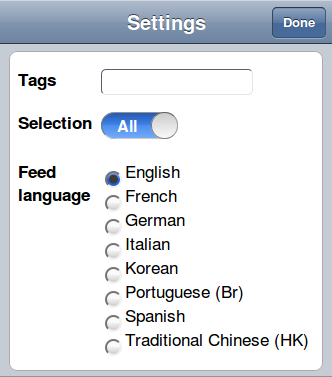 Settings
Done
Tags
Selection
All
Feed language
English
French
German
Italian
Korean
Portuguese (Br)
Spanish
Traditional Chinese (HK)